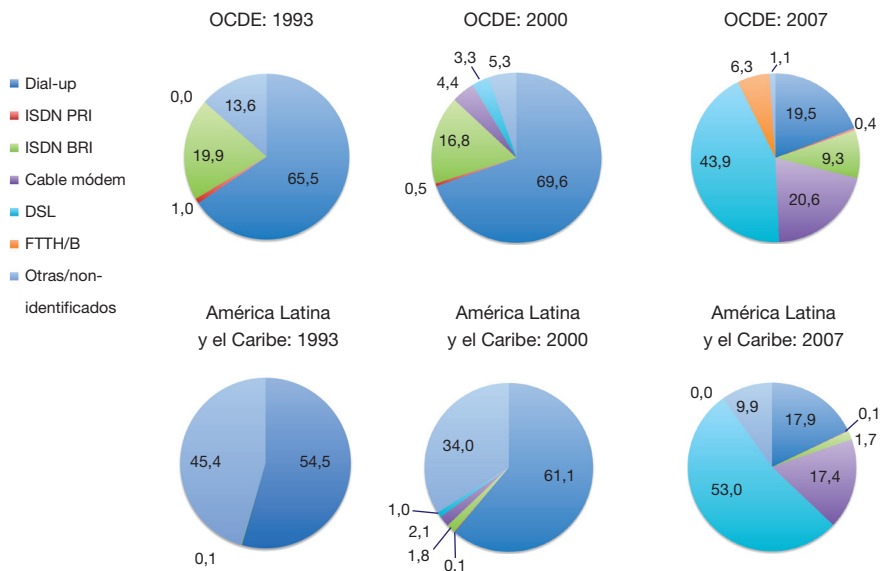 OCDE: 1993
OCDE: 2000
OCDE: 2007
Dial-up
ISDN PRI
ISDN BRI
Cable módem
DSL
FTTH/B
Otras/non-
identificados
0,0
13,6
19,9
1,0
65,5
3,3
5,3
4,4
16,8
0,5
69,6
1,1
6,3
19,5
0,4
9,3
43,9
20,6
América Latina
y el Caribe: 1993
América Latina
y el Caribe: 2000
América Latina
y el Caribe: 2007
45,4
54,5
0,1
34,0
61,1
1,0
2,1
1,8
0,1
0,0
9,9
17,9
0,1
1,7
17,4
53,0